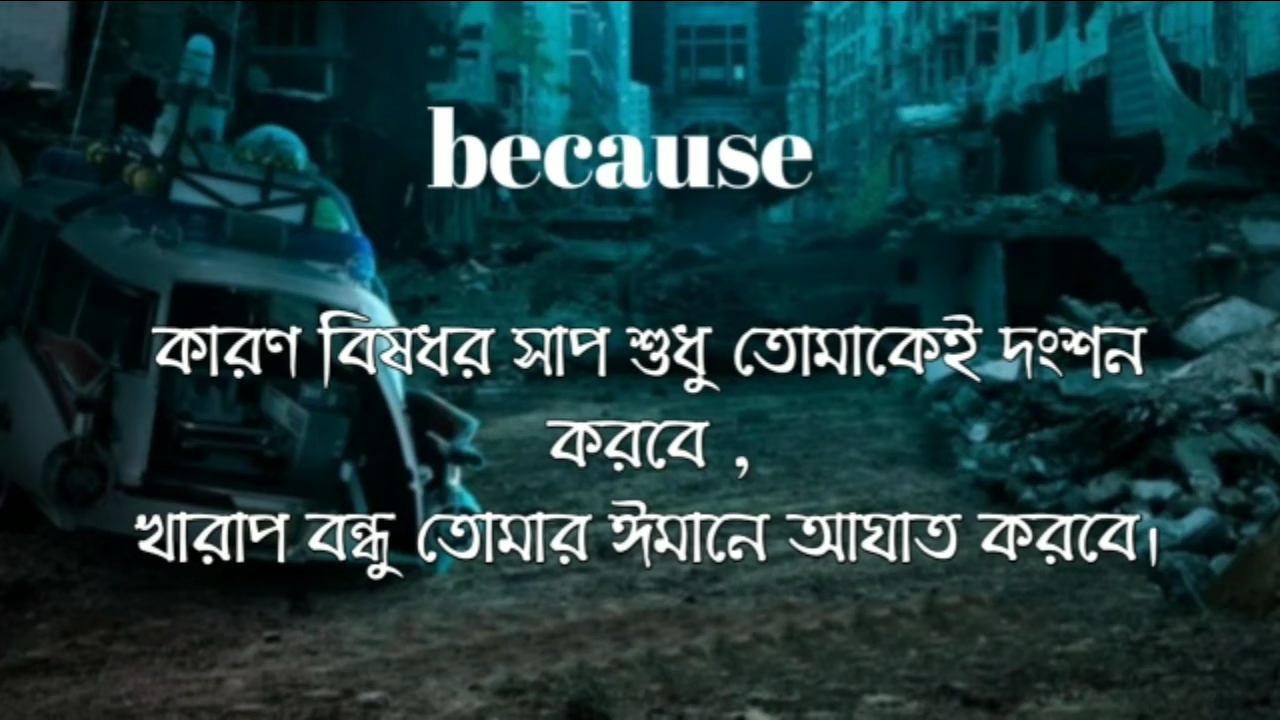 because
কারণ বিষধর সাপ শুধু তোমাকেই দংশন
করবে ,
খারাপ বন্ধু তোমার ঈমানে আঘাত করবে।